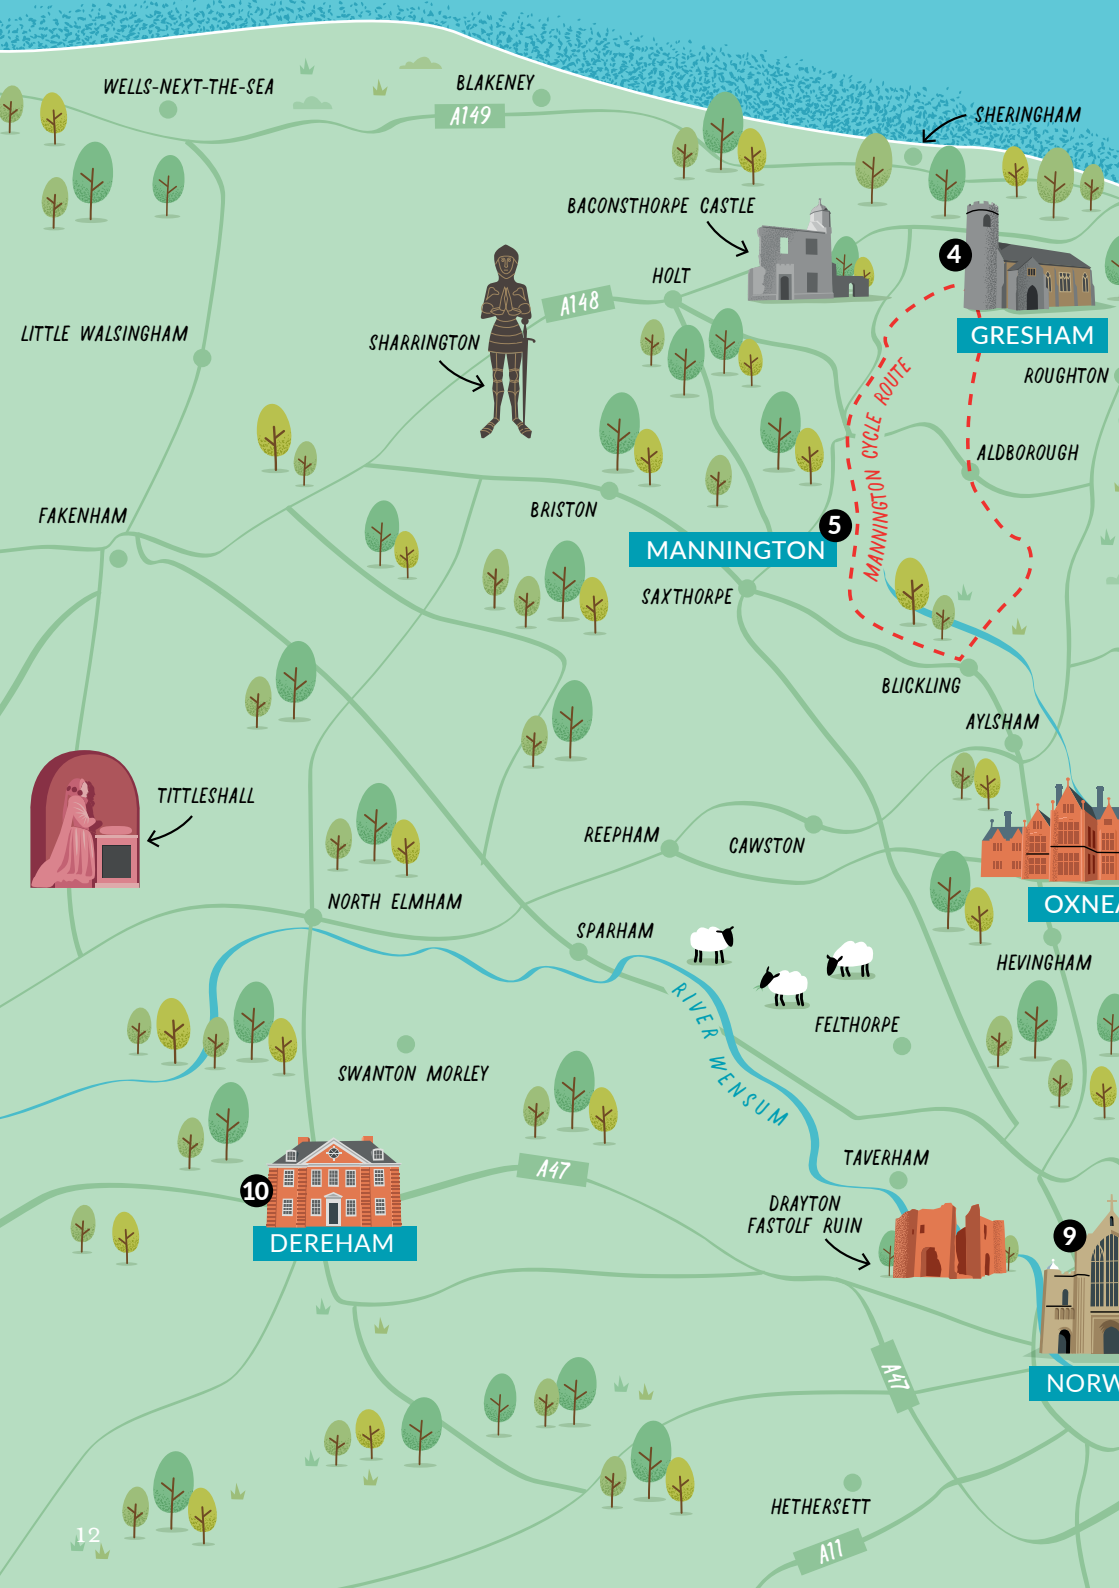 WELLS-NEXT-THE-SEA
BLAKENEY
A149
SHERINGHAM
BACONSTHORPE CASTLE
4
HOLT
A148
GRESHAM
LITTLE WALSINGHAM
SHARRINGTON
ROUGHTON
MANNINGTON CYCLE ROUTE
ALDBOROUGH
BRISTON
FAKENHAM
5
MANNINGTON
SAXTHORPE
BLICKLING
AYLSHAM
TITTLESHALL
REEPHAM
CAWSTON
NORTH ELMHAM
OXNEA
SPARHAM
HEVINGHAM
RIVER WENSUM
FELTHORPE
SWANTON MORLEY
A47
TAVERHAM
10
DRAYTON
FASTOLF RUIN
9
DEREHAM
A47
NORW
HETHERSETT
12
A11